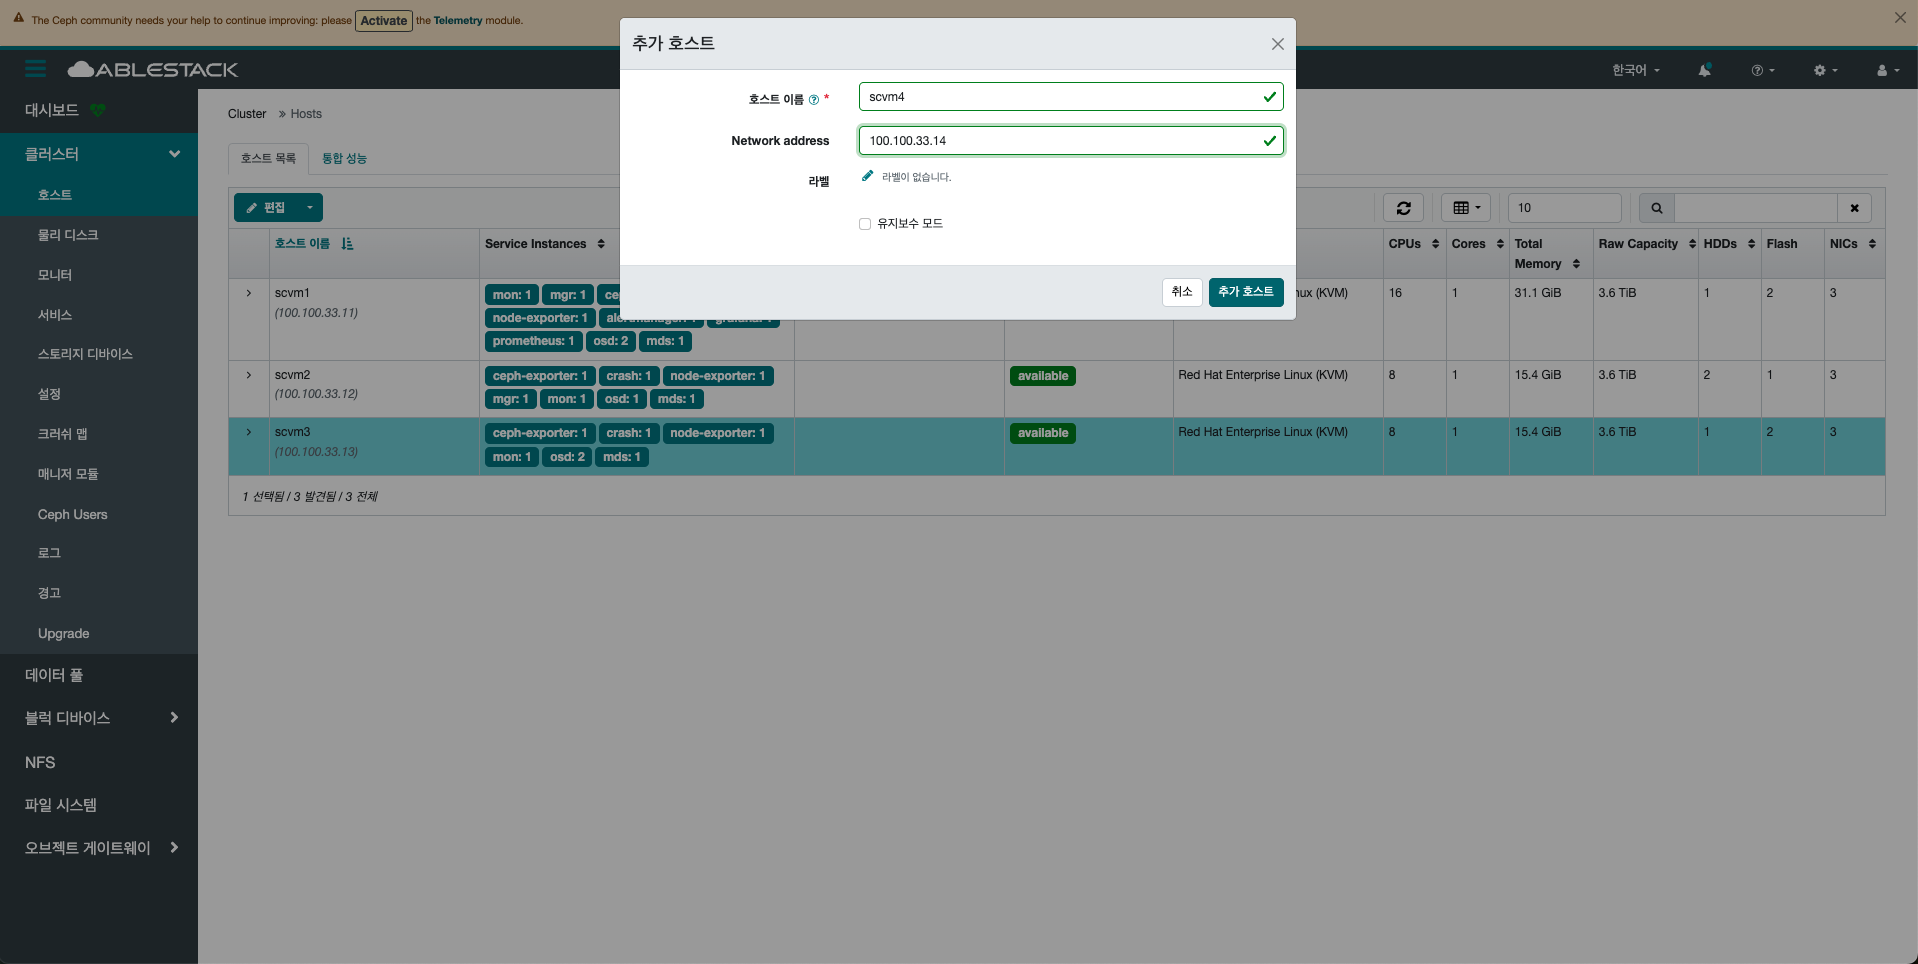 The Ceph community needs your help to continue improving: please Activate the Telemetry module.
ABLESTACK
한국어
대시보드
클러스터
호스트
물리 디스크
모니터
서비스
스토리지 디바이스
설정
크러쉬 맵
매니저 모듈
Ceph Users
로그
경고
Upgrade
데이터 풀
블럭 디바이스
NFS
파일 시스템
오브젝트 게이트웨이
Cluster » Hosts
호스트 목록 통합 성능
편집
10
추가 호스트
호스트 이름 *
scvm4
Network address
100.100.33.14
라벨
라벨이 없습니다.
유지보수 모드
취소 추가 호스트
호스트 이름 Service Instances CPUs Cores Total Memory Raw Capacity HDDs Flash NICs
scvm1 (100.100.33.11)
mon: 1 mgr: 1
node-exporter: 1
prometheus: 1 osd: 2 mds: 1
(KVM) 16 1 31.1 GiB 3.6 TiB 1 2 3
scvm2 (100.100.33.12)
ceph-exporter: 1 crash: 1 node-exporter: 1
mgr: 1 mon: 1 osd: 1 mds: 1
available Red Hat Enterprise Linux (KVM) 8 1 15.4 GiB 3.6 TiB 2 1 3
scvm3 (100.100.33.13)
ceph-exporter: 1 crash: 1 node-exporter: 1
mon: 1 osd: 2 mds: 1
available Red Hat Enterprise Linux (KVM) 8 1 15.4 GiB 3.6 TiB 1 2 3
1 선택됨 / 3 발견됨 / 3 전체